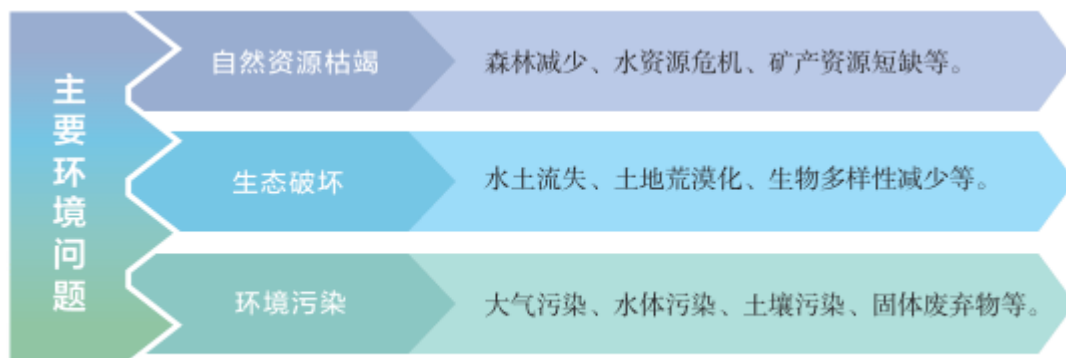 主要环境问题
自然资源枯竭
森林减少、水资源危机、矿产资源短缺等。
生态破坏
水土流失、土地荒漠化、生物多样性减少等。
环境污染
大气污染、水体污染、土壤污染、固体废弃物等。